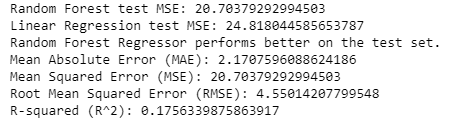 Random Forest test MSE: 20.70379292994503
Linear Regression test MSE: 24.818044585653787
Random Forest Regressor performs better on the test set.
Mean Absolute Error (MAE): 2.1707596088624186
Mean Squared Error (MSE): 20.70379292994503
Root Mean Squared Error (RMSE): 4.55014207799548
R-squared (R^2): 0.1756339875863917